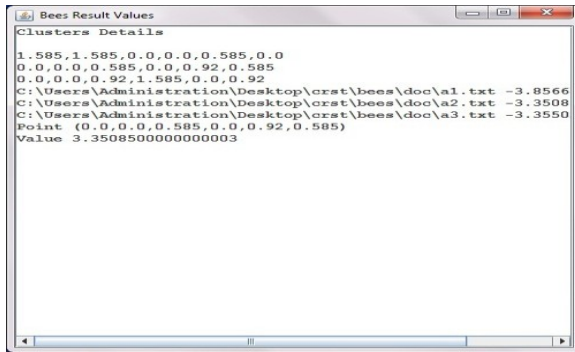 Bees Result Values
Clusters Details
1.585,1.585,0.0,0.0,0.585,0.0
0.0,0.0,0.585,0.0,0.92,0.585
0.0,0.0,0.92,1.585,0.0,0.92
C:\Users\Administration\Desktop\crst\bees\doc\a1.txt -3.8566
C:\Users\Administration\Desktop\crst\bees\doc\a2.txt -3.3508
C:\Users\Administration\Desktop\crst\bees\doc\a3.txt -3.3550
Point (0.0,0.0,0.585,0.0,0.92,0.585)
Value 3.3508500000000003